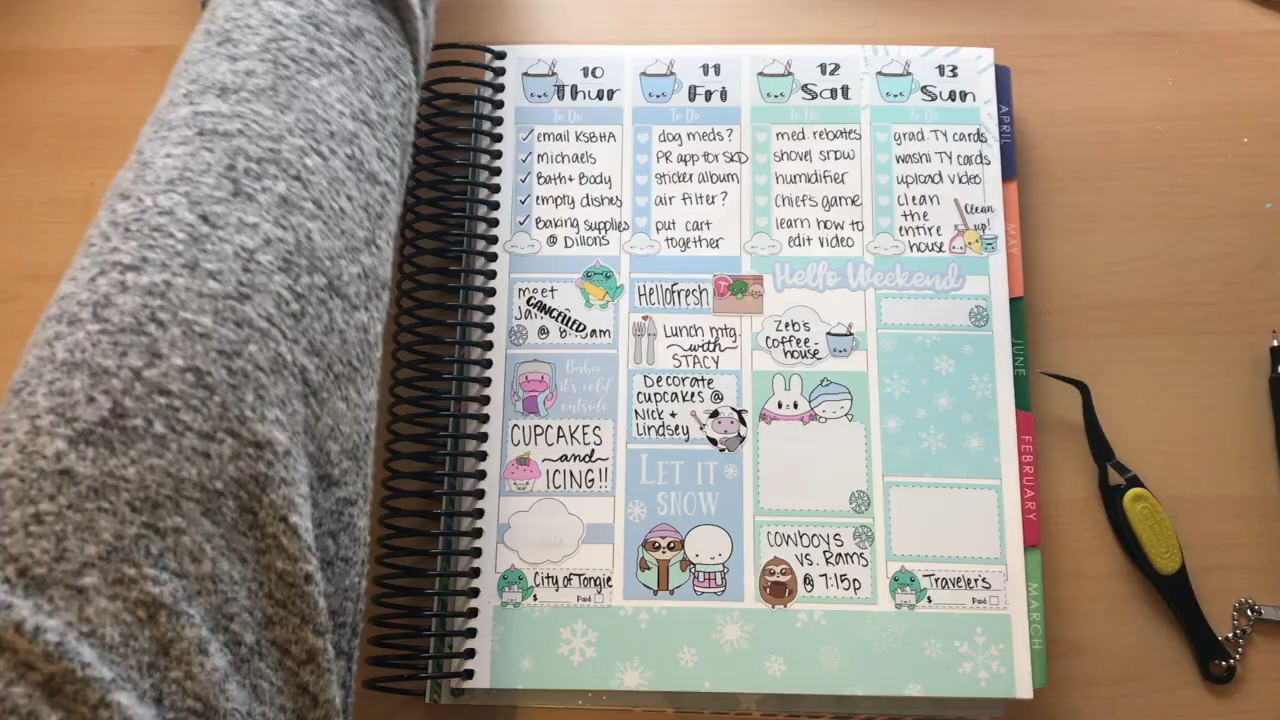 10
Thur
To Do
email KSBHA
michaels
Bath + Body
empty dishes
Baking supplies
@ Dillons
meet
CANCELLED
Baby,
it's cold
outside
CUPCAKES
and
ICING!!
City of Tongie
$ Paid
11
Fri
To Do
dog meds?
PR app for SKD
sticker album
air filter?
put cart
together
HelloFresh
Lunch mtg.
with
STACY
Decorate
cupcakes @
Nick +
Lindsey
LET IT
SNOW
12
Sat
To Do
med. rebates
shovel snow
humidifier
Chiefs game
learn how to
edit video
Hello Weekend
Zeb's
Coffee-
house
COWBOYS
vs. Rams
@ 7:15p
13
Sun
To Do
grad. TY cards
washi TY cards
upload video
clean
the
entire
house
Clean
up!
Traveler's
$ Paid
APRIL
MAY
JUNE
FEBRUARY
MARCH